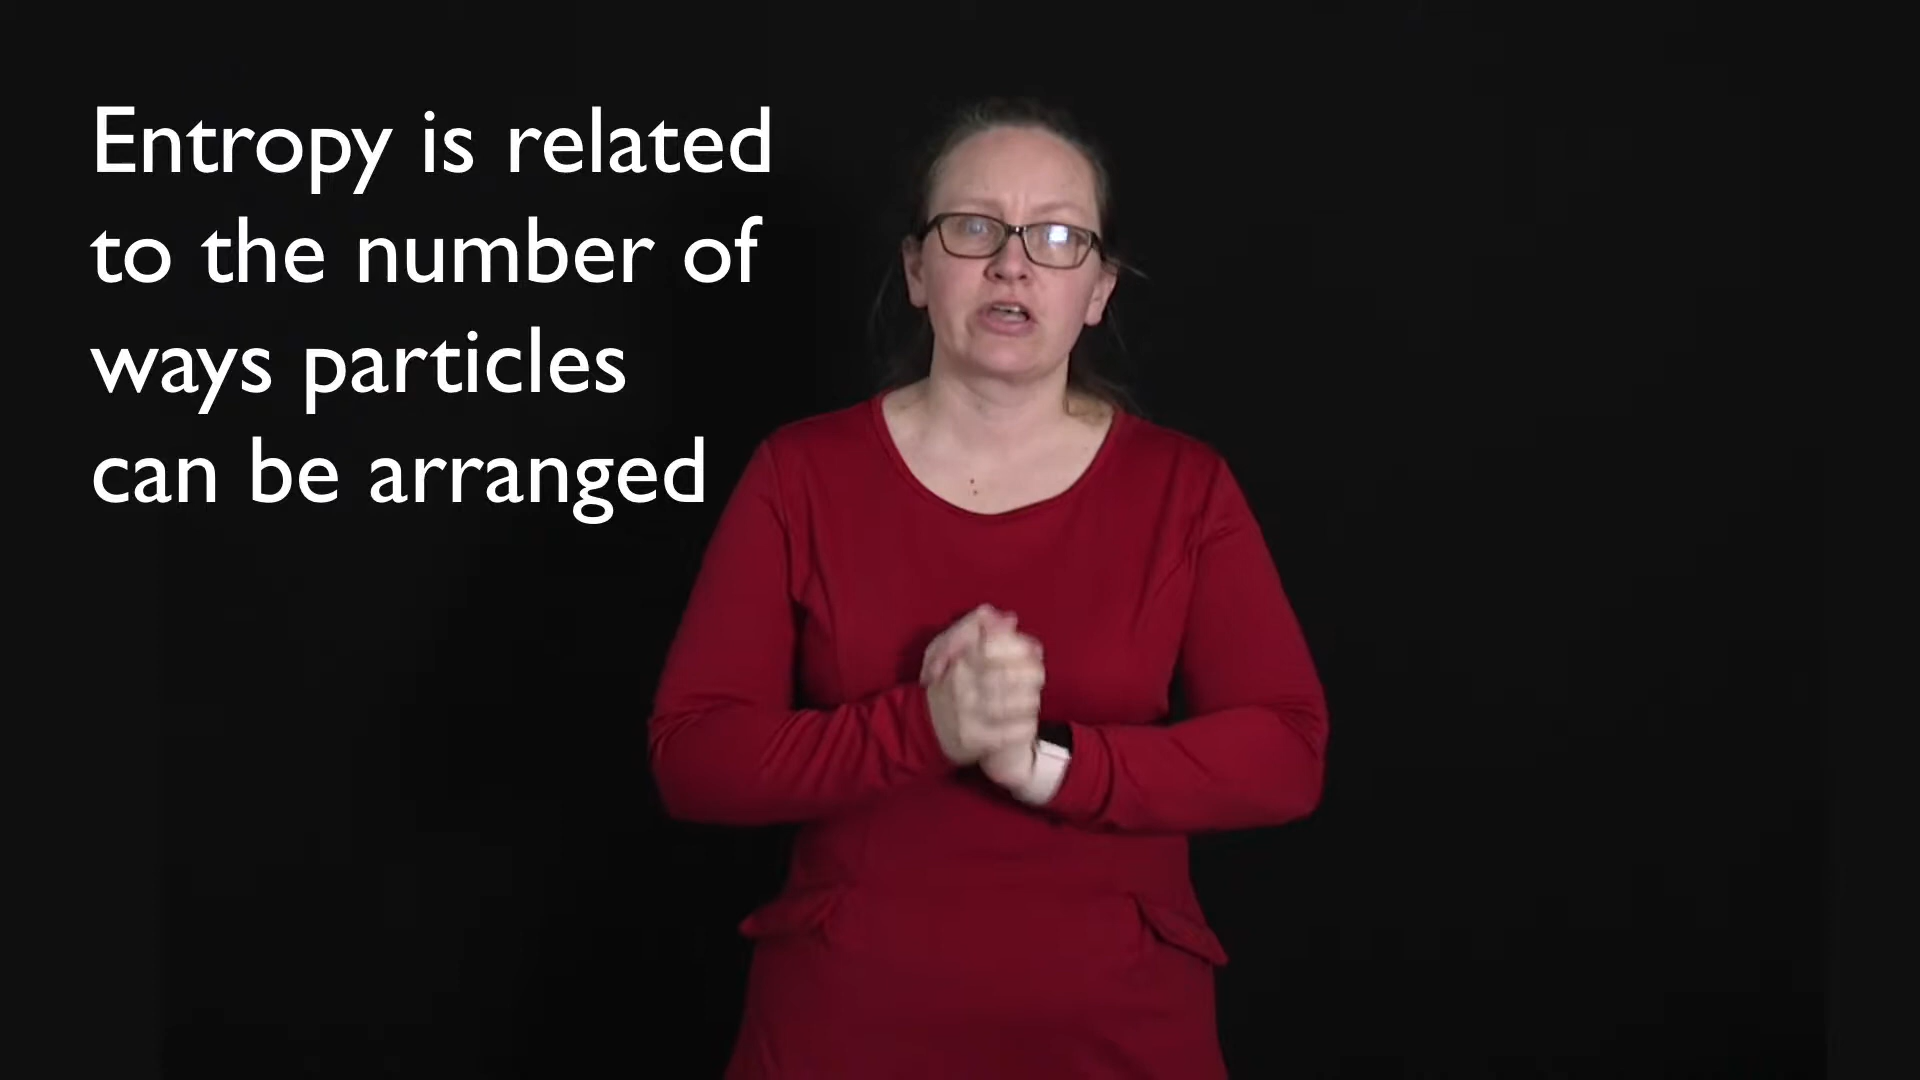 Entropy is related
to the number of
ways particles
can be arranged